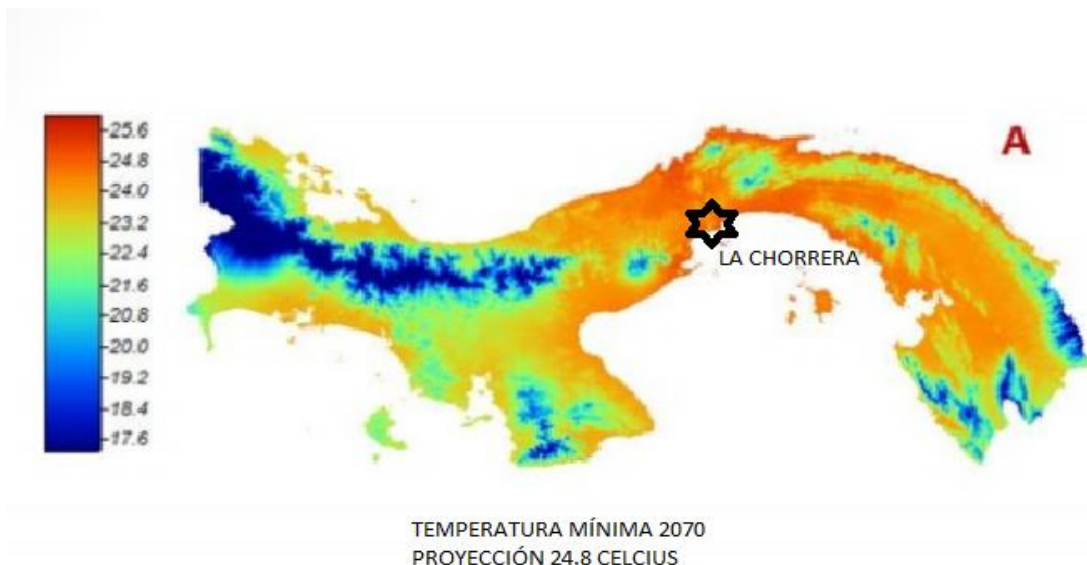 A
25.6
24.8
24.0
23.2
22.4
21.6
20.8
20.0
19.2
18.4
17.6
LA CHORRERA
TEMPERATURA MÍNIMA 2070
PROYECCIÓN 24.8 CELCIUS